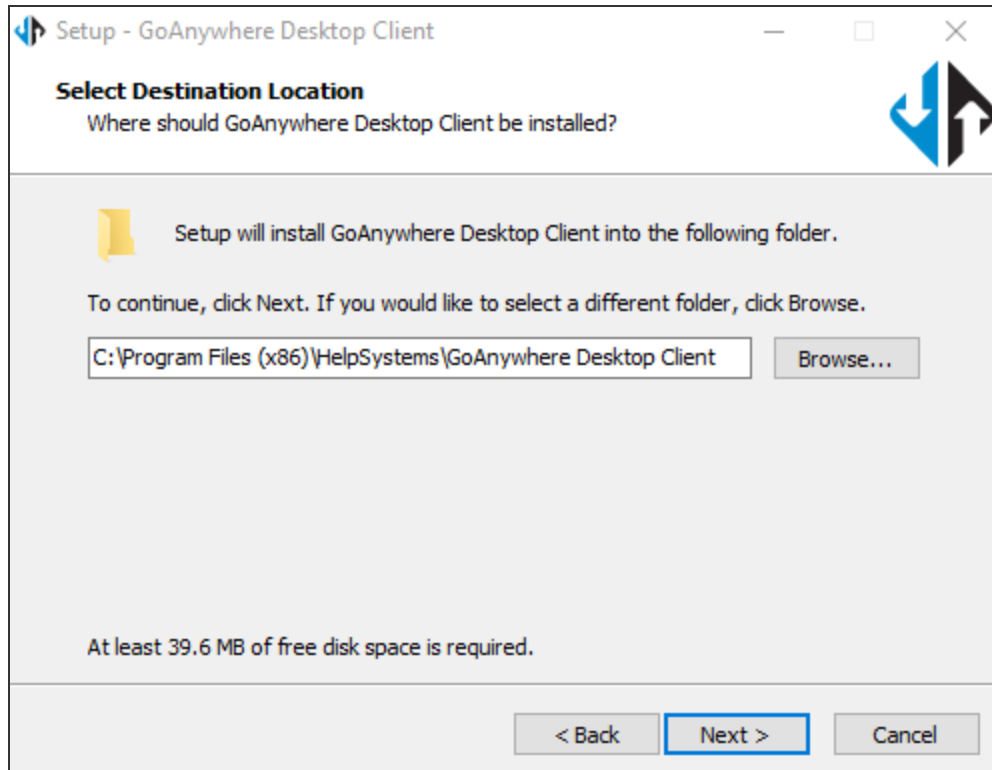 Setup - GoAnywhere Desktop Client
Select Destination Location
Where should GoAnywhere Desktop Client be installed?
Setup will install GoAnywhere Desktop Client into the following folder.
To continue, click Next. If you would like to select a different folder, click Browse.
C:\Program Files (x86)\HelpSystems\GoAnywhere Desktop Client
Browse...
At least 39.6 MB of free disk space is required.
< Back
Next >
Cancel